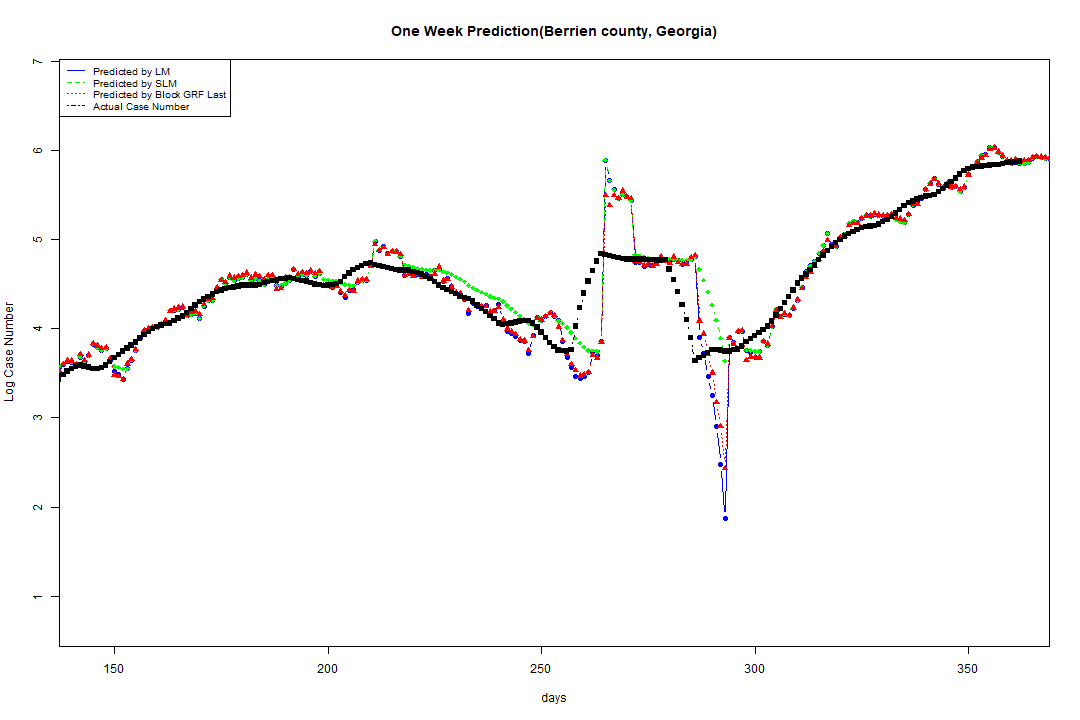 One Week Prediction(Berrien county, Georgia)
Predicted by LM
Predicted by SLM
Predicted by Block GRF Last
Actual Case Number
7
6
5
4
3
2
1
Log Case Number
150 200 250 300 350
days